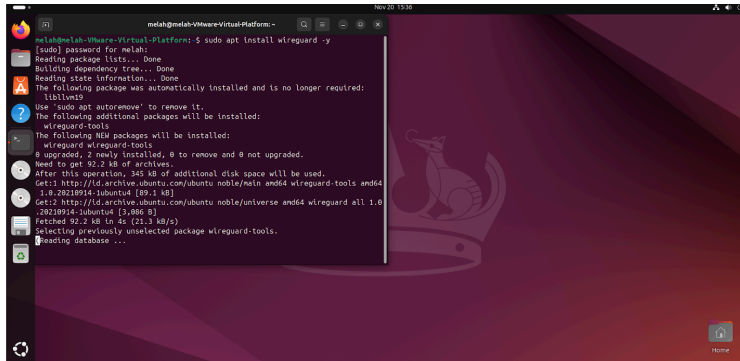 Nov 20 15:36
melah@melah-VMware-Virtual-Platform: ~
melah@melah-VMware-Virtual-Platform:~$ sudo apt install wireguard -y
[sudo] password for melah:
Reading package lists... Done
Building dependency tree... Done
Reading state information... Done
The following package was automatically installed and is no longer required:
  libllvm19
Use 'sudo apt autoremove' to remove it.
The following additional packages will be installed:
  wireguard-tools
The following NEW packages will be installed:
  wireguard wireguard-tools
0 upgraded, 2 newly installed, 0 to remove and 0 not upgraded.
Need to get 92.2 kB of archives.
After this operation, 345 kB of additional disk space will be used.
Get:1 http://id.archive.ubuntu.com/ubuntu noble/main amd64 wireguard-tools amd64
 1.0.20210914-1ubuntu4 [89.1 kB]
Get:2 http://id.archive.ubuntu.com/ubuntu noble/universe amd64 wireguard all 1.0
.20210914-1ubuntu4 [3,086 B]
Fetched 92.2 kB in 4s (21.3 kB/s)
Selecting previously unselected package wireguard-tools.
(Reading database ...
Home